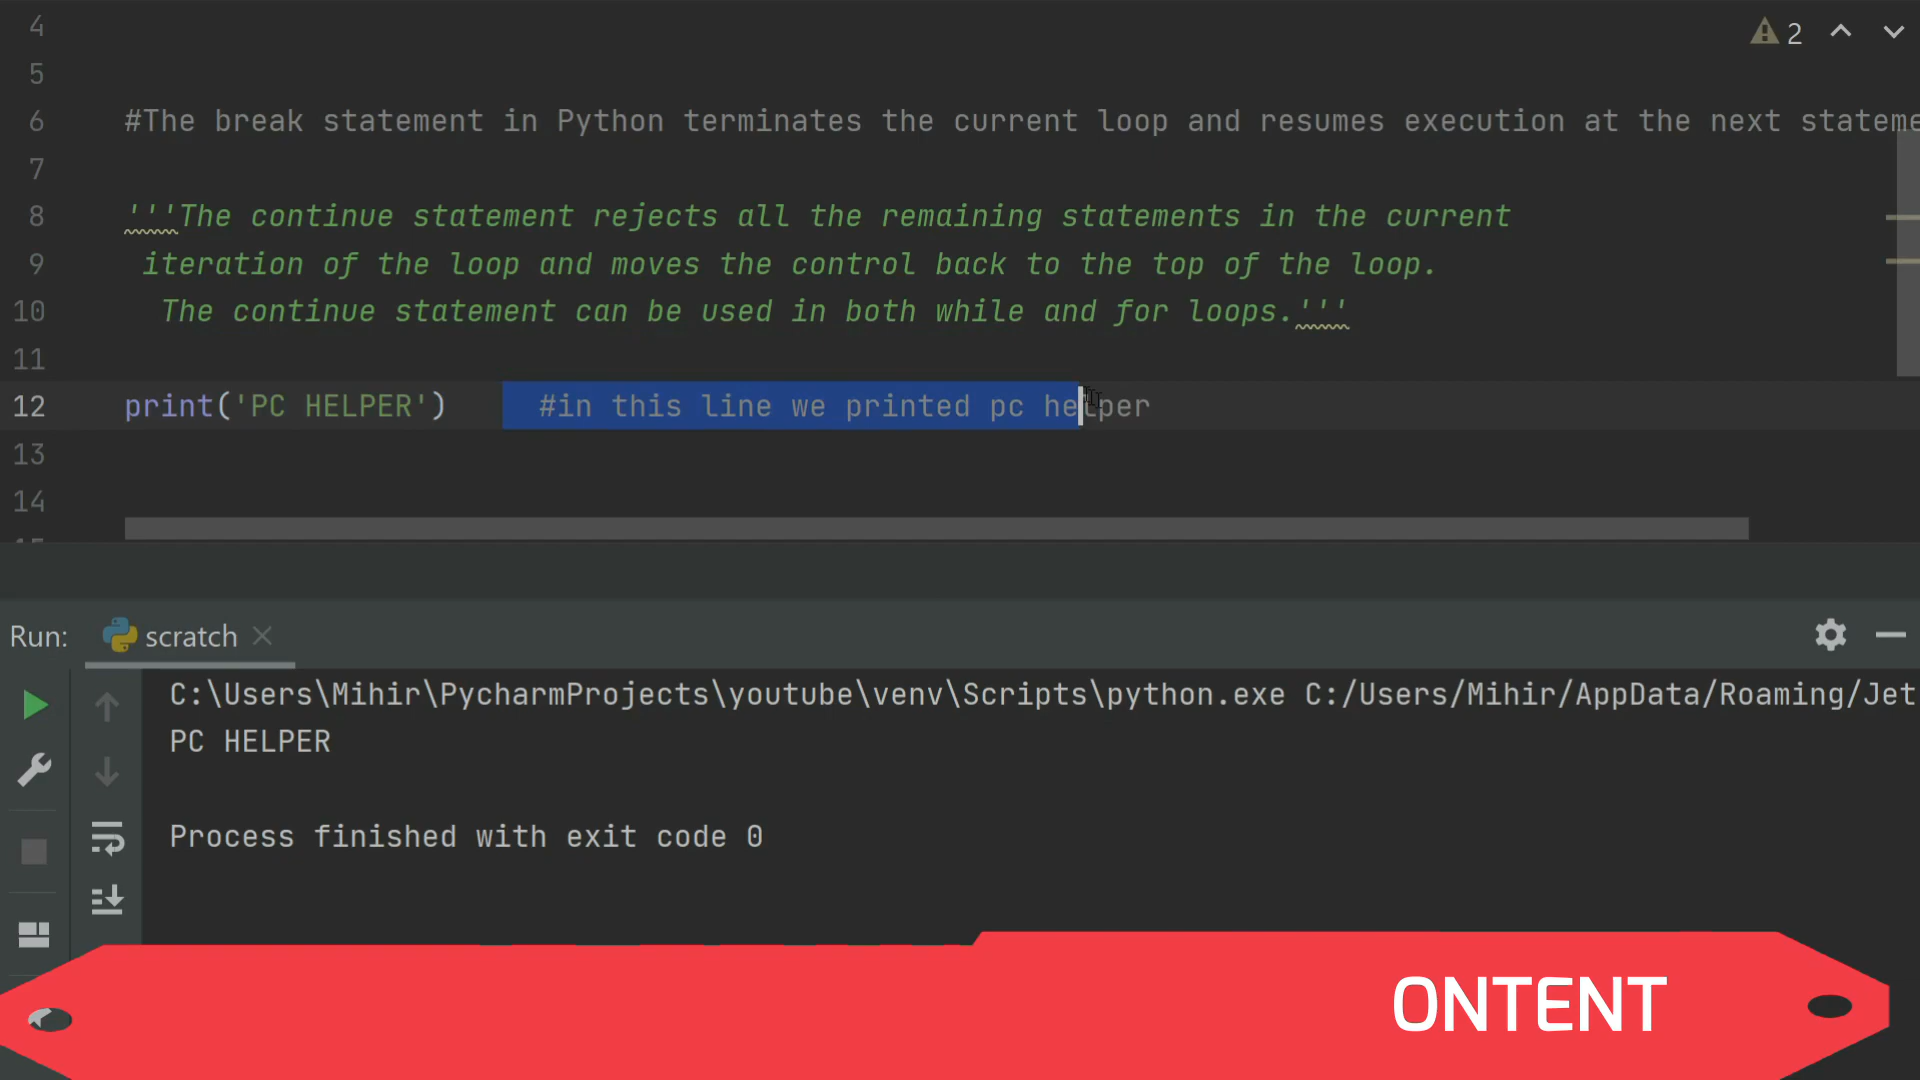 4
2
5
6 #The break statement in Python terminates the current loop and resumes execution at the next stateme
7
8 '''The continue statement rejects all the remaining statements in the current
9 iteration of the loop and moves the control back to the top of the loop.
10 The continue statement can be used in both while and for loops.'''
11
12 print('PC HELPER') #in this line we printed pc helper
13
14
Run: scratch
C:\Users\Mihir\PycharmProjects\youtube\venv\Scripts\python.exe C:/Users/Mihir/AppData/Roaming/Jet
PC HELPER
Process finished with exit code 0
ONTENT